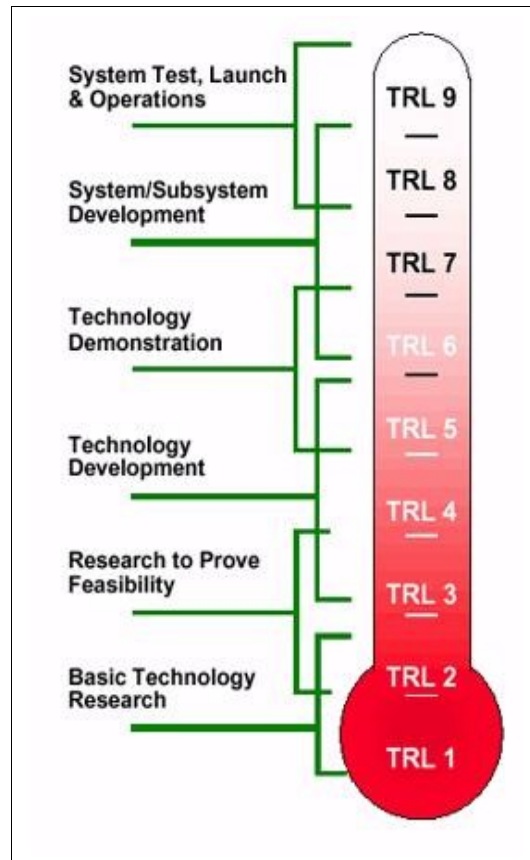 System Test, Launch
& Operations
System/Subsystem
Development
Technology
Demonstration
Technology
Development
Research to Prove
Feasibility
Basic Technology
Research
TRL 9
TRL 8
TRL 7
TRL 6
TRL 5
TRL 4
TRL 3
TRL 2
TRL 1